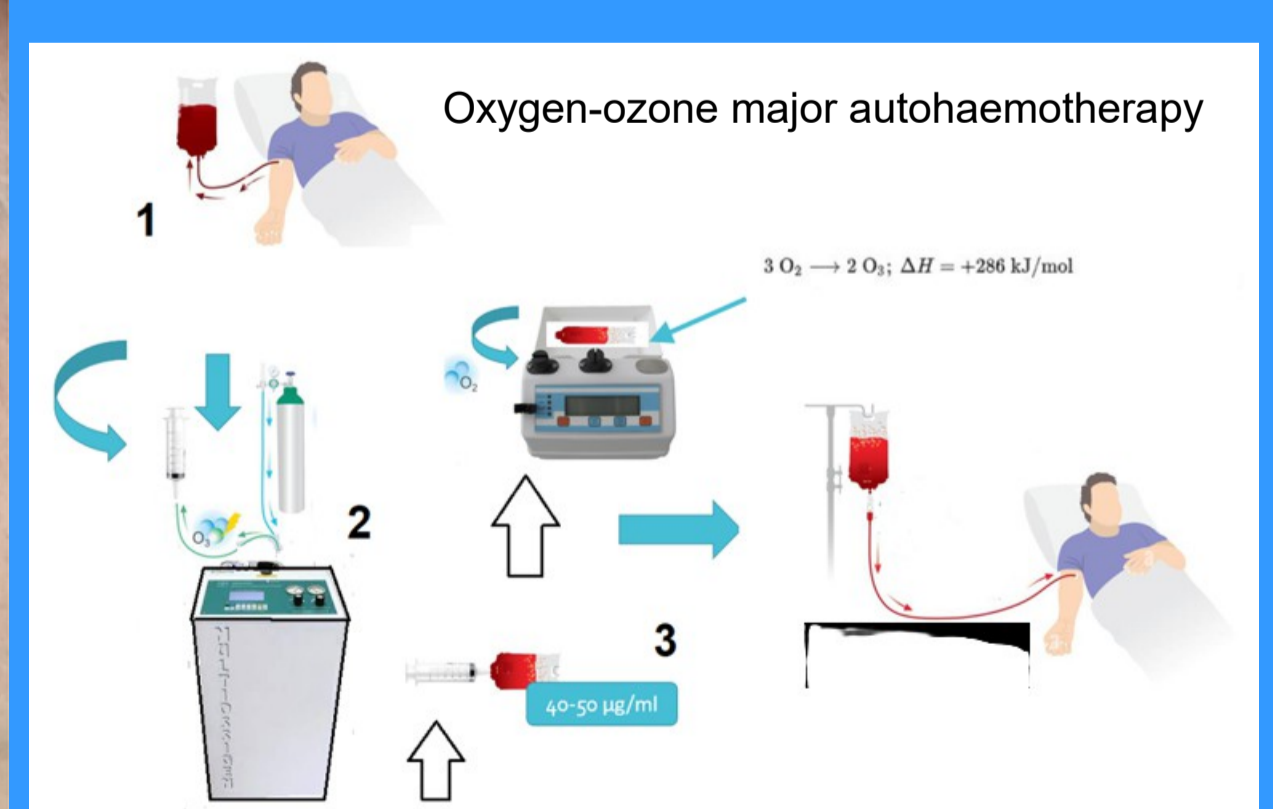 Oxygen-ozone major autohaemotherapy
1
3 O₂ ⟶ 2 O₃; ΔH = +286 kJ/mol
O₂
2
O₃
3
40-50 µg/ml